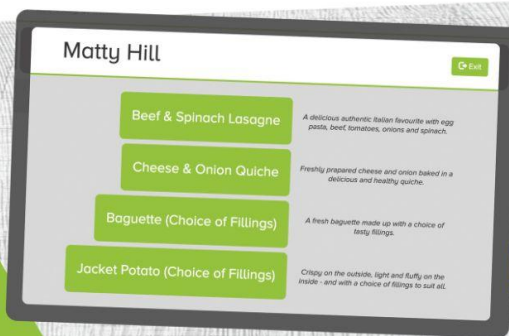 Matty Hill
Exit
Beef & Spinach Lasagne
A delicious authentic Italian favourite with egg
pasta, beef, tomatoes, onions and spinach.
Cheese & Onion Quiche
Freshly prepared cheese and onion baked in a
delicious and healthy quiche.
Baguette (Choice of Fillings)
A fresh baguette made up with a choice of
tasty fillings.
Jacket Potato (Choice of Fillings)
Crispy on the outside, light and fluffy on the
inside - and with a choice of fillings to suit all.